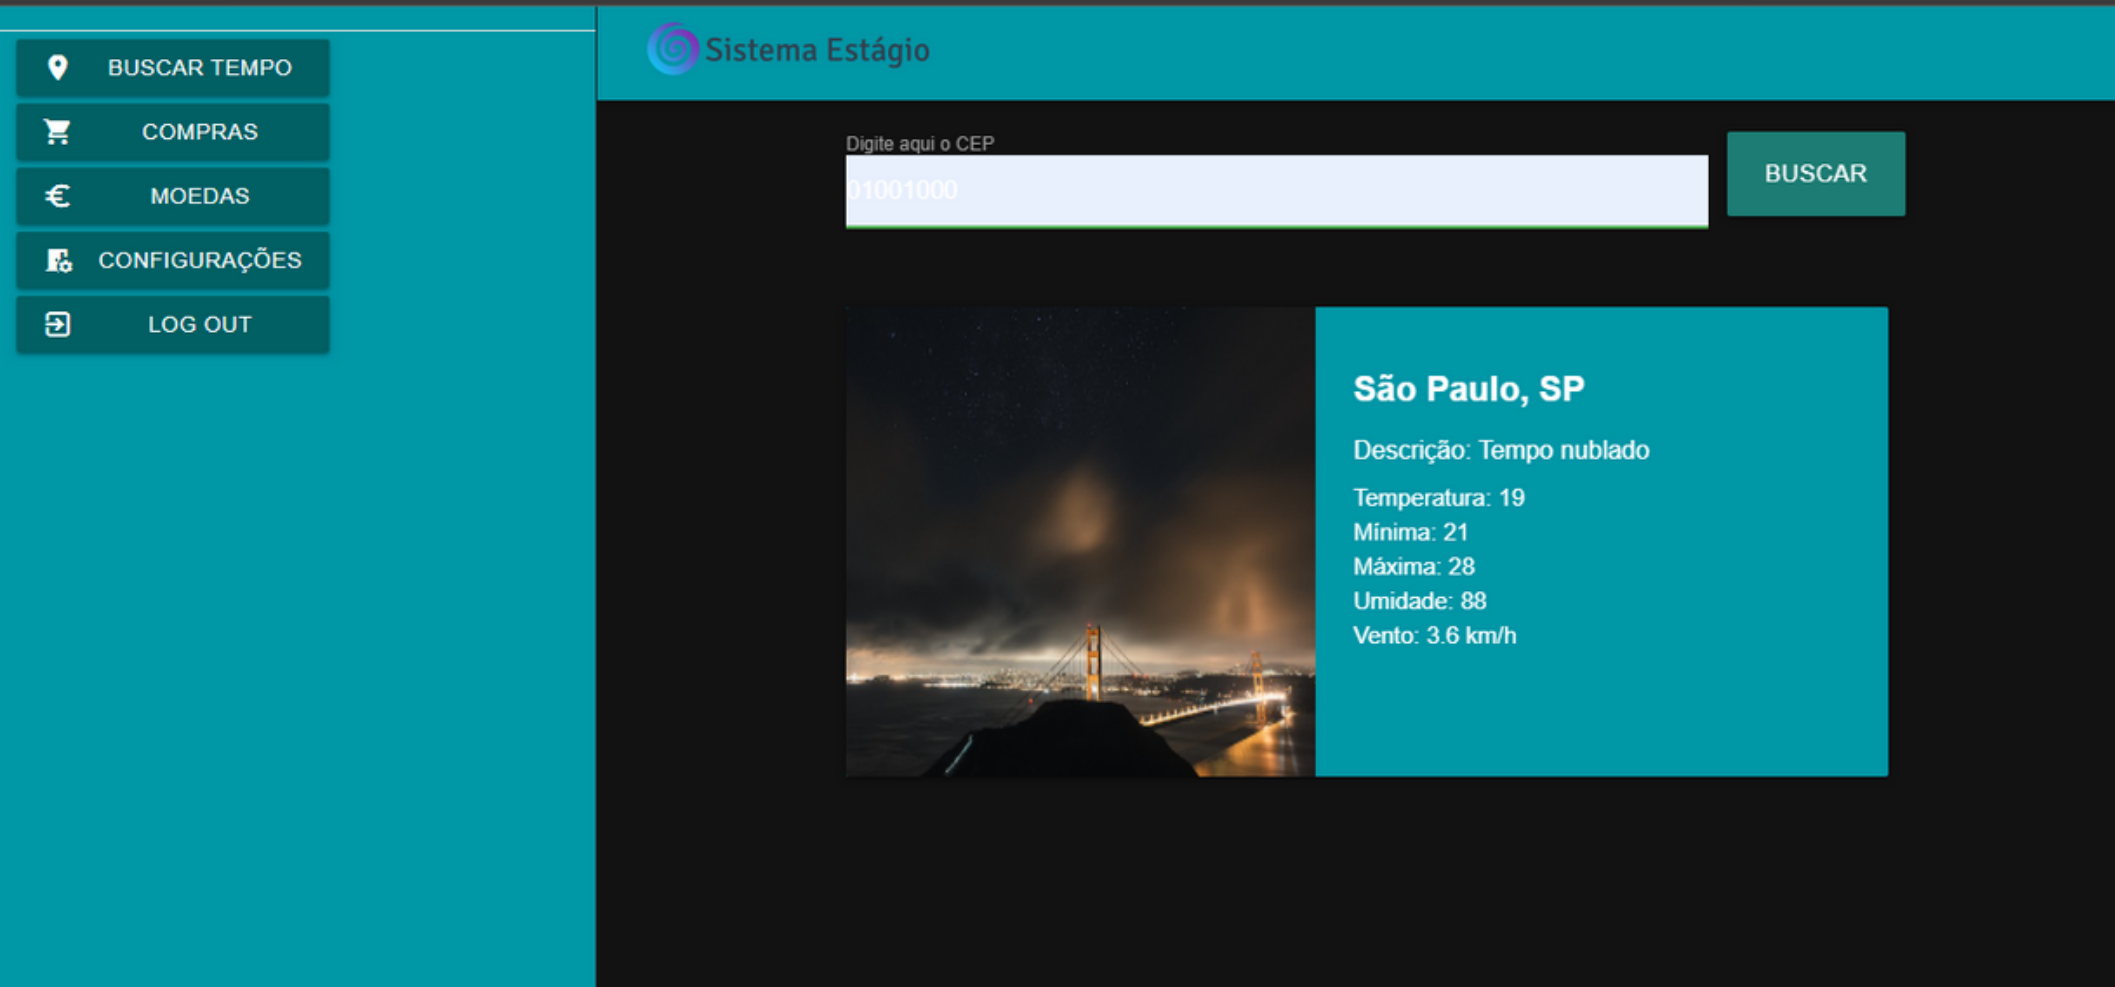 BUSCAR TEMPO
COMPRAS
MOEDAS
CONFIGURAÇÕES
LOG OUT
Sistema Estágio
Digite aqui o CEP
01001000
BUSCAR
São Paulo, SP
Descrição: Tempo nublado
Temperatura: 19
Mínima: 21
Máxima: 28
Umidade: 88
Vento: 3.6 km/h